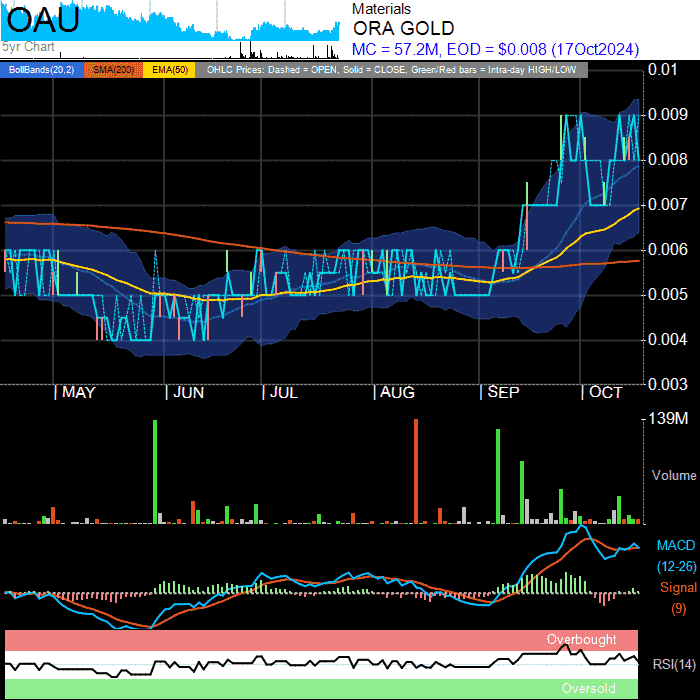 OAU
5yr Chart
Materials
ORA GOLD
MC = 57.2M, EOD = $0.008 (17Oct2024)
BollBands(20,2) SMA(200) EMA(50) OHLC Prices: Dashed = OPEN, Solid = CLOSE, Green/Red bars = Intra-day HIGH/LOW
0.01
0.009
0.008
0.007
0.006
0.005
0.004
0.003
MAY JUN JUL AUG SEP OCT
139M
Volume
MACD
(12-26)
Signal
(9)
Overbought
RSI(14)
Oversold